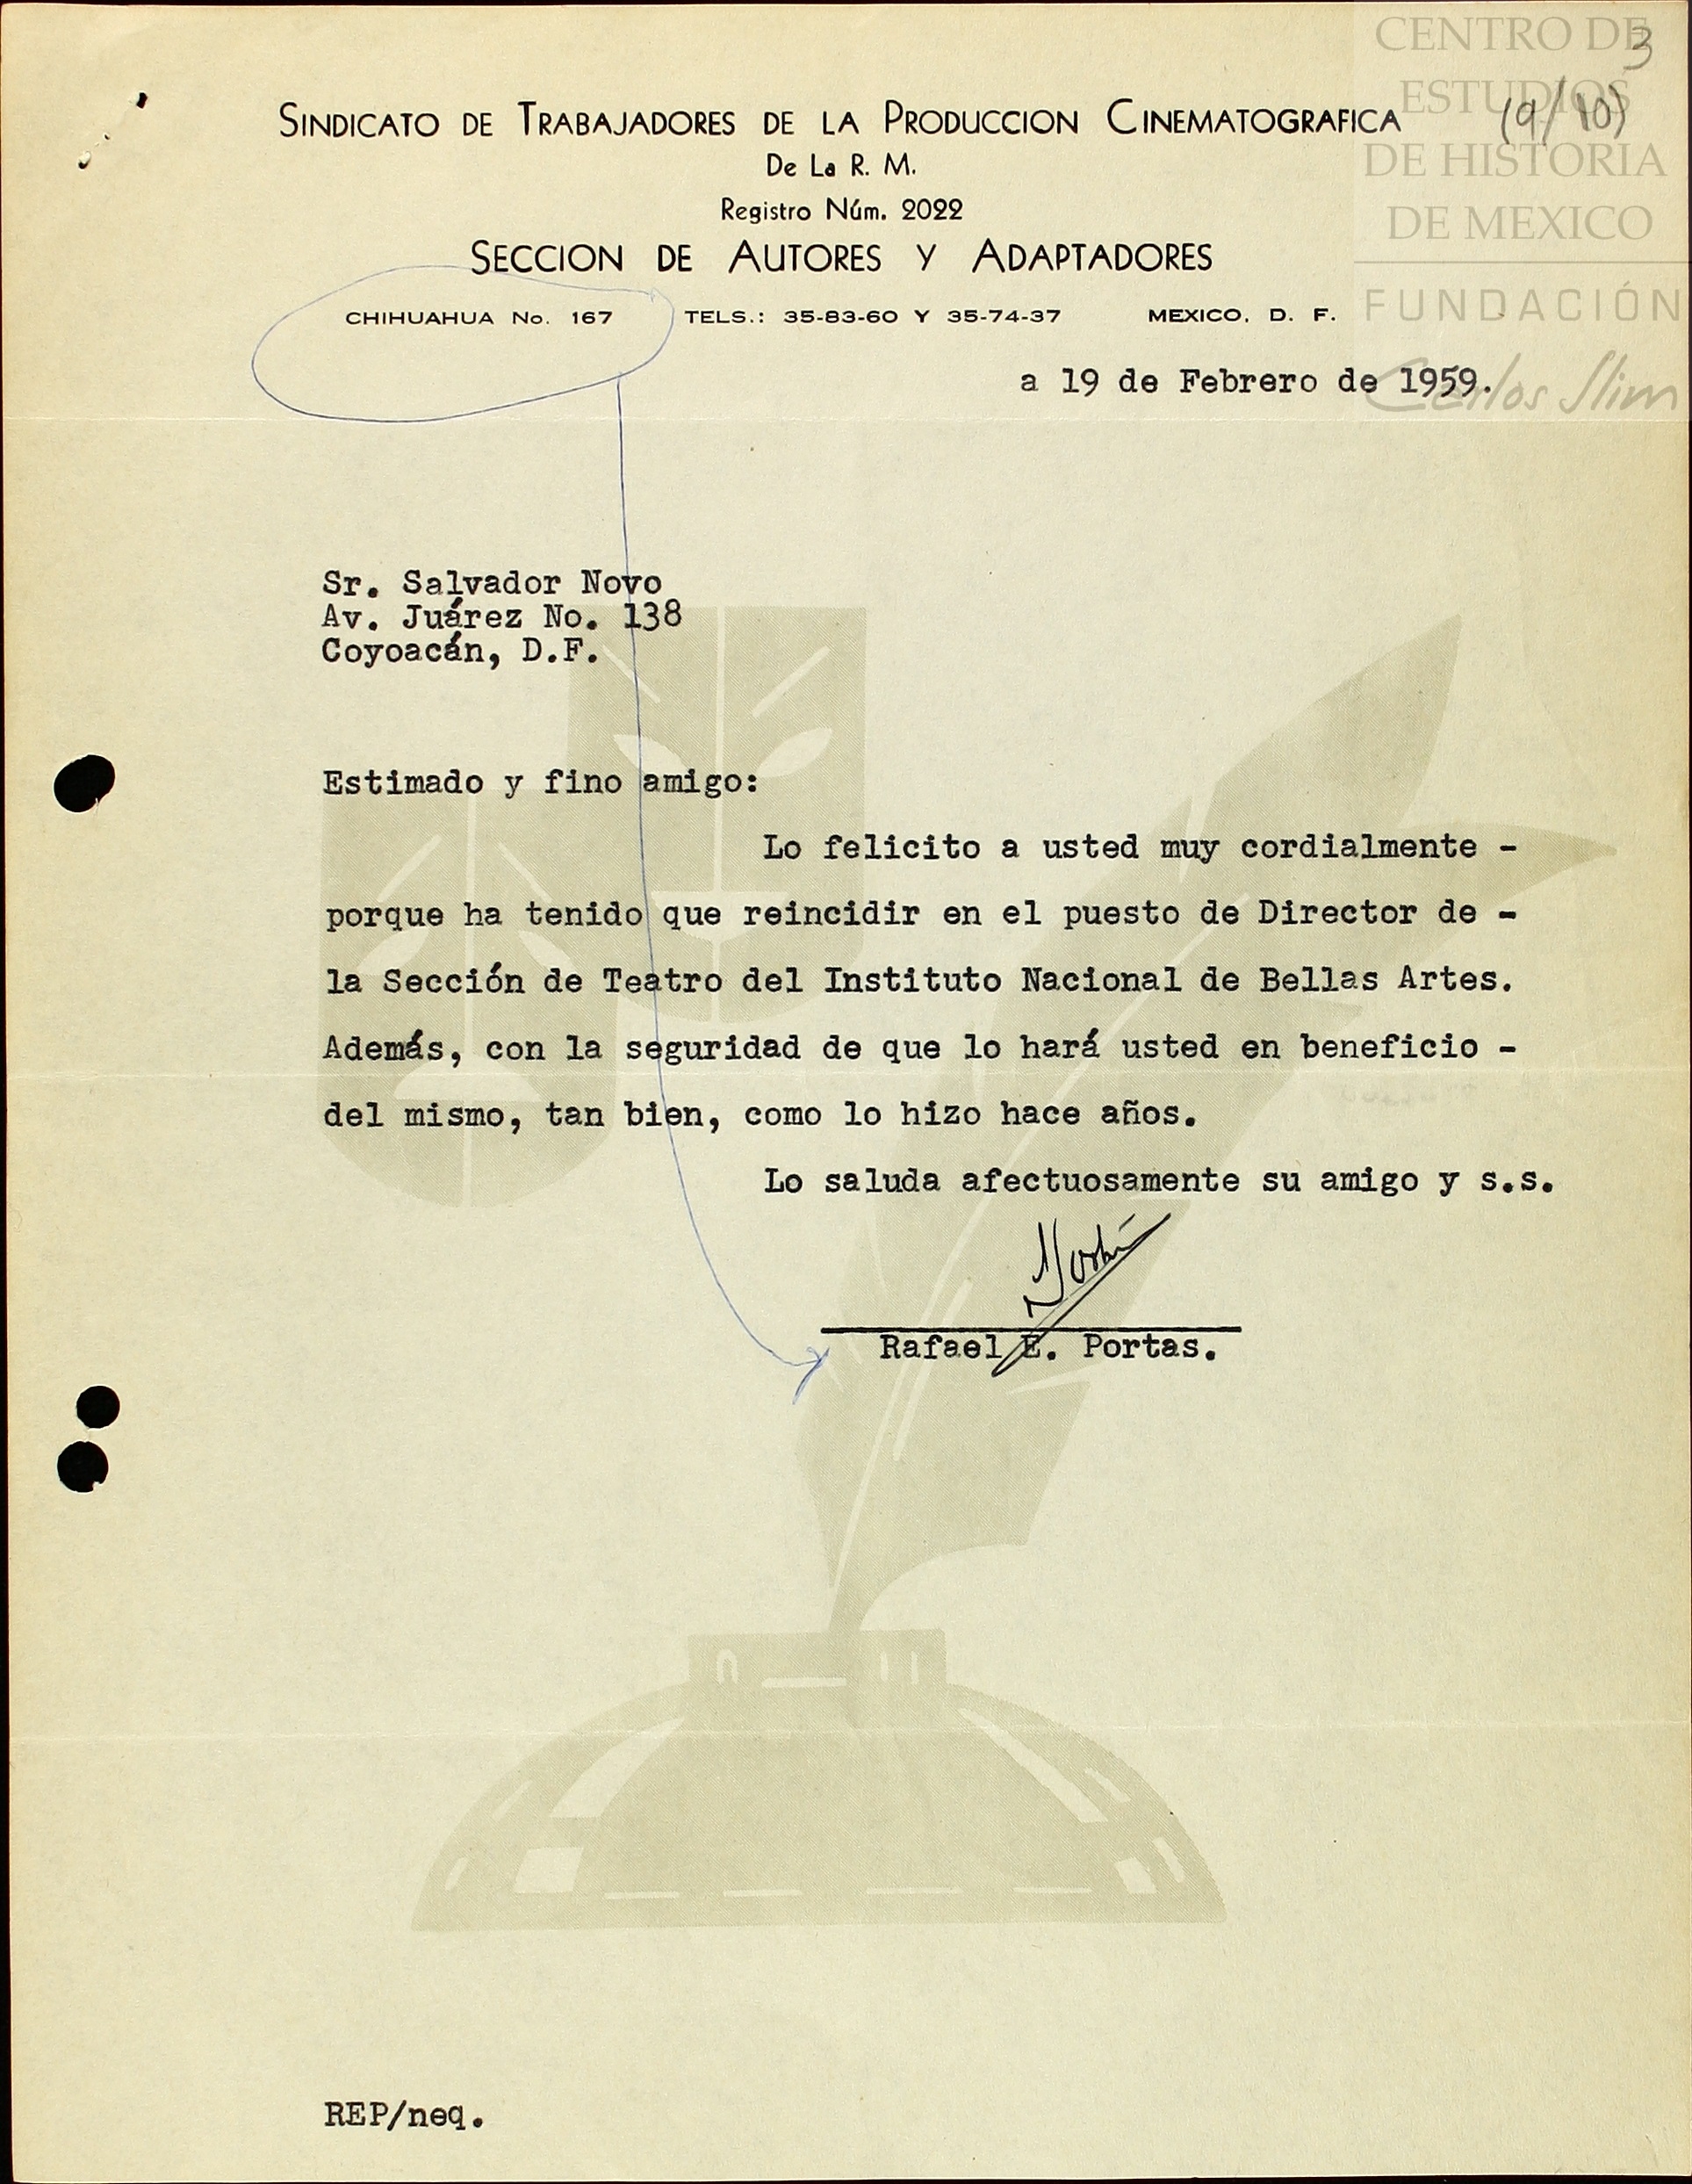 CENTRO DE
3
ESTUDIOS
(9/10)
DE HISTORIA
DE MEXICO
FUNDACIÓN
Carlos Slim
SINDICATO DE TRABAJADORES DE LA PRODUCCION CINEMATOGRAFICA
De La R. M.
Registro Núm. 2022
SECCION DE AUTORES Y ADAPTADORES
CHIHUAHUA No. 167 TELS.: 35-83-60 Y 35-74-37 MEXICO, D. F.
a 19 de Febrero de 1959.
Sr. Salvador Novo
Av. Juárez No. 138
Coyoacán, D.F.
Estimado y fino amigo:
Lo felicito a usted muy cordialmente -
porque ha tenido que reincidir en el puesto de Director de -
la Sección de Teatro del Instituto Nacional de Bellas Artes.
Además, con la seguridad de que lo hará usted en beneficio -
del mismo, tan bien, como lo hizo hace años.
Lo saluda afectuosamente su amigo y s.s.
Rafael E. Portas.
REP/neq.